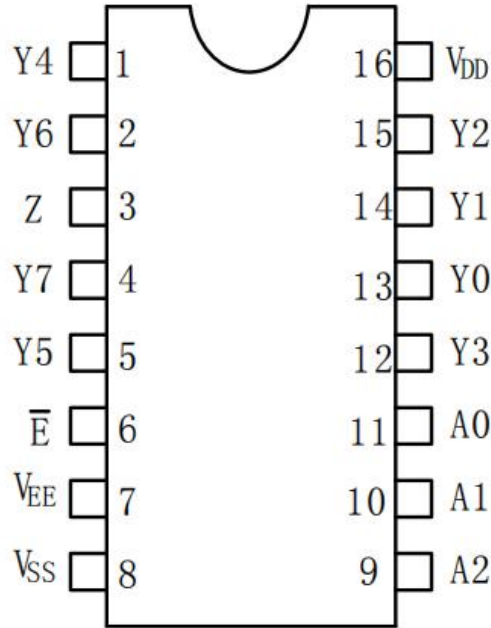 Y4 1 16 VDD
Y6 2 15 Y2
Z 3 14 Y1
Y7 4 13 Y0
Y5 5 12 Y3
E̅ 6 11 A0
VEE 7 10 A1
VSS 8 9 A2